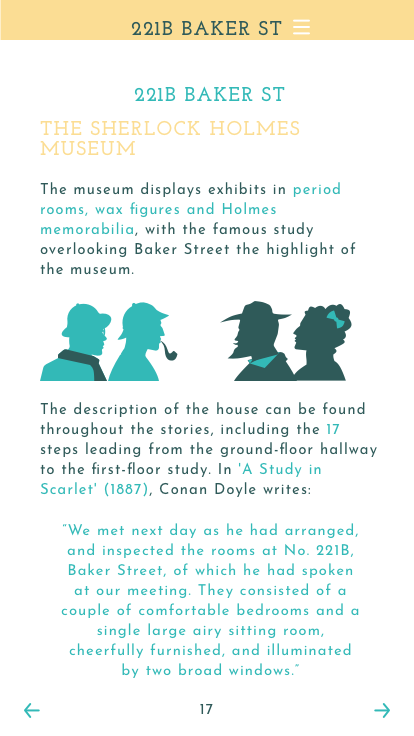 221B BAKER ST
221B BAKER ST
THE SHERLOCK HOLMES
MUSEUM
The museum displays exhibits in period
rooms, wax figures and Holmes
memorabilia, with the famous study
overlooking Baker Street the highlight of
the museum.
The description of the house can be found
throughout the stories, including the 17
steps leading from the ground-floor hallway
to the first-floor study. In 'A Study in
Scarlet' (1887), Conan Doyle writes:
“We met next day as he had arranged,
and inspected the rooms at No. 221B,
Baker Street, of which he had spoken
at our meeting. They consisted of a
couple of comfortable bedrooms and a
single large airy sitting room,
cheerfully furnished, and illuminated
by two broad windows.”
17